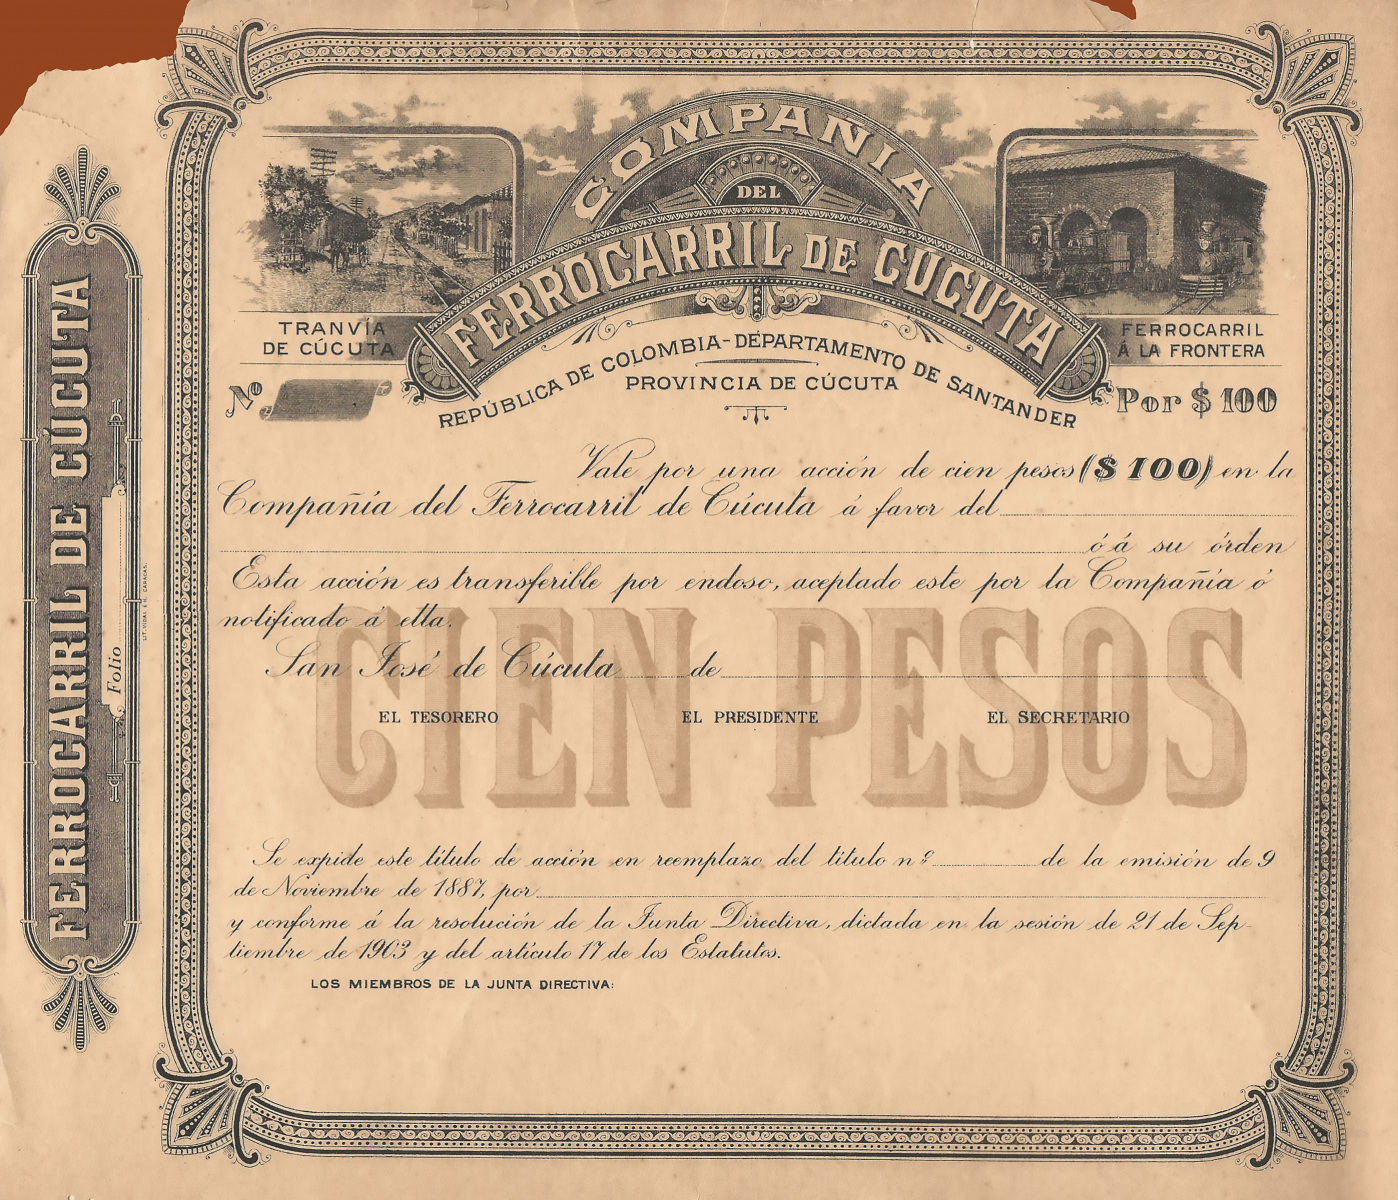 COMPAÑIA
DEL
FERROCARRIL DE CÚCUTA
REPÚBLICA DE COLOMBIA-DEPARTAMENTO DE SANTANDER
PROVINCIA DE CÚCUTA
TRANVÍA
DE CÚCUTA
FERROCARRIL
Á LA FRONTERA
Nº
Por $ 100
Vale por una acción de cien pesos ($ 100) en la
Compañía del Ferrocarril de Cúcuta á favor del
ó á su órden
Esta acción es transferible por endoso, aceptado este por la Compañía ó
notificado á ella.
CIEN PESOS
San José de Cúcuta de
EL TESORERO EL PRESIDENTE EL SECRETARIO
Se expide este título de acción en reemplazo del título nº de la emisión de 9
de Noviembre de 1887, por
y conforme á la resolución de la Junta Directiva, dictada en la sesión de 21 de Sep-
tiembre de 1903 y del artículo 17 de los Estatutos.
LOS MIEMBROS DE LA JUNTA DIRECTIVA:
FERROCARRIL DE CÚCUTA
Folio
LIT. VIDAL É HIJ. CARACAS.